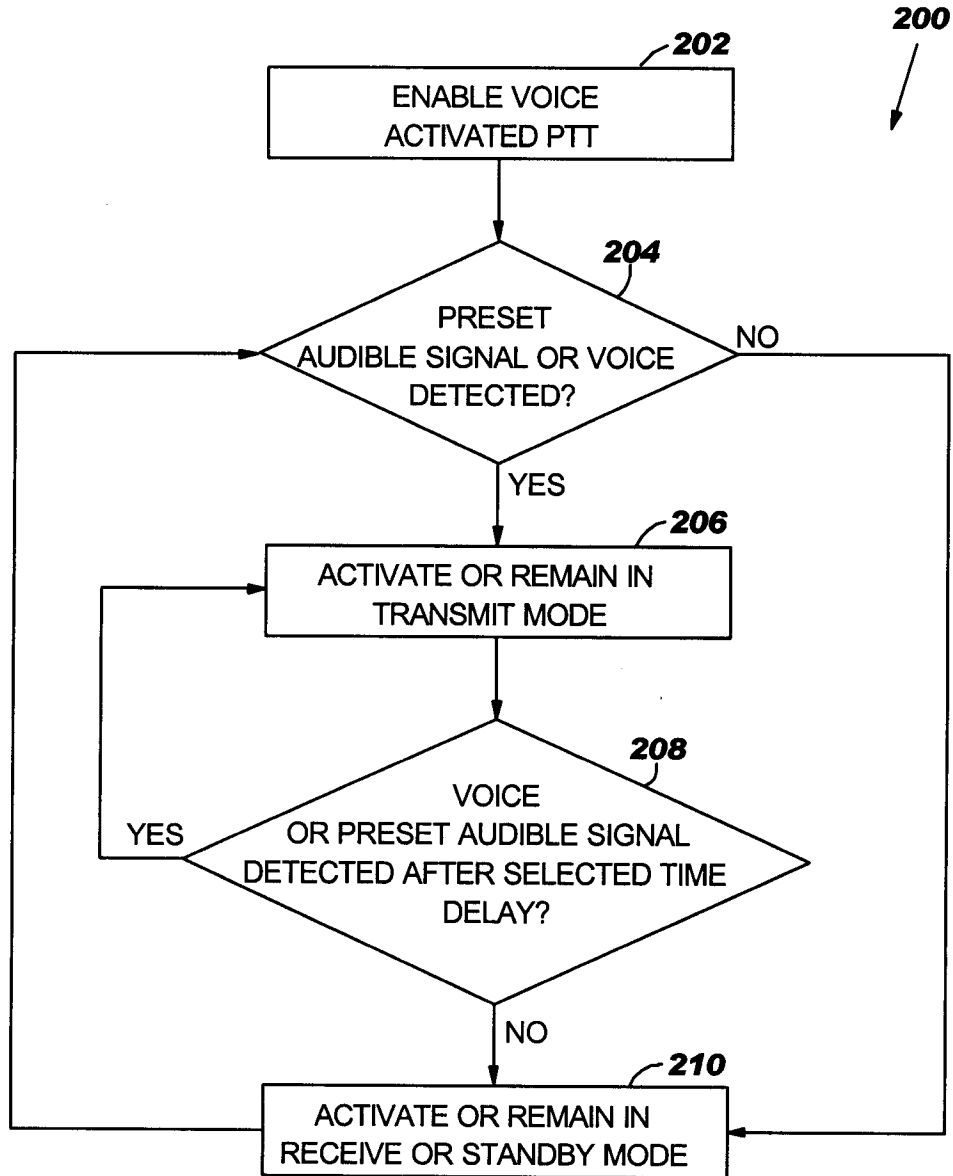 200
202
ENABLE VOICE
ACTIVATED PTT
204
PRESET
AUDIBLE SIGNAL OR VOICE
DETECTED?
NO
YES
206
ACTIVATE OR REMAIN IN
TRANSMIT MODE
208
VOICE
OR PRESET AUDIBLE SIGNAL
DETECTED AFTER SELECTED TIME
DELAY?
YES
NO
210
ACTIVATE OR REMAIN IN
RECEIVE OR STANDBY MODE